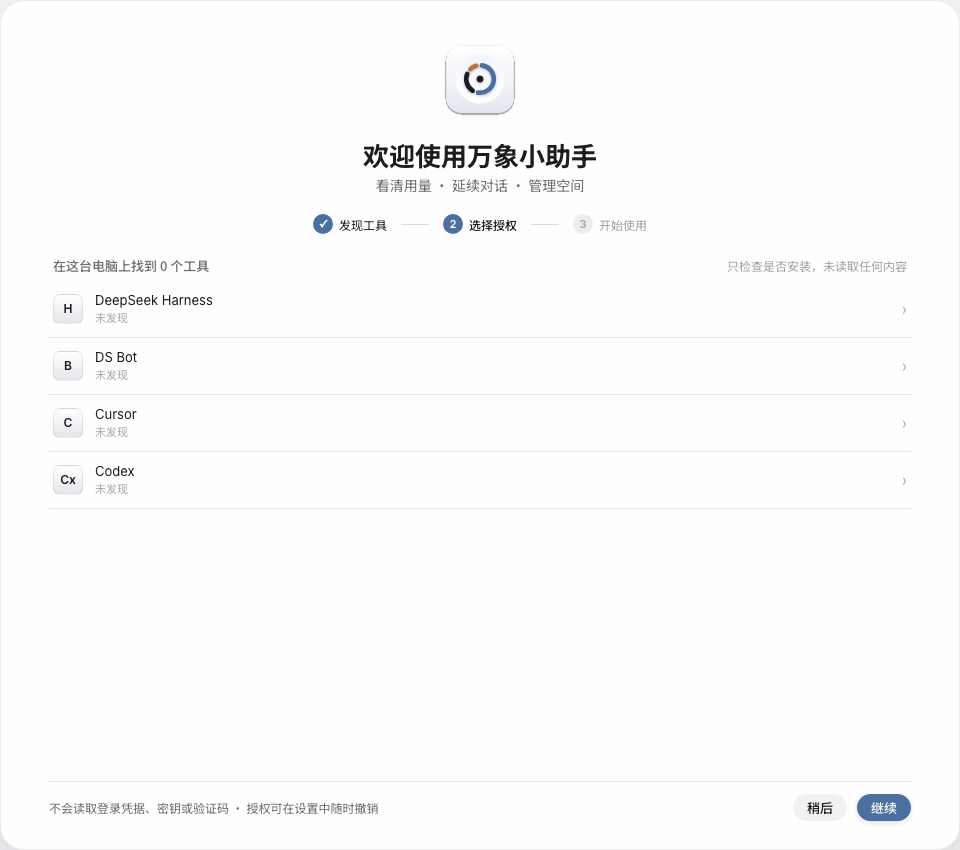 欢迎使用万象小助手
看清用量 • 延续对话 • 管理空间
✓ 发现工具 2 选择授权 3 开始使用
在这台电脑上找到 0 个工具 只检查是否安装，未读取任何内容
H DeepSeek Harness
未发现
B DS Bot
未发现
C Cursor
未发现
Cx Codex
未发现
不会读取登录凭据、密钥或验证码 • 授权可在设置中随时撤销 稍后 继续